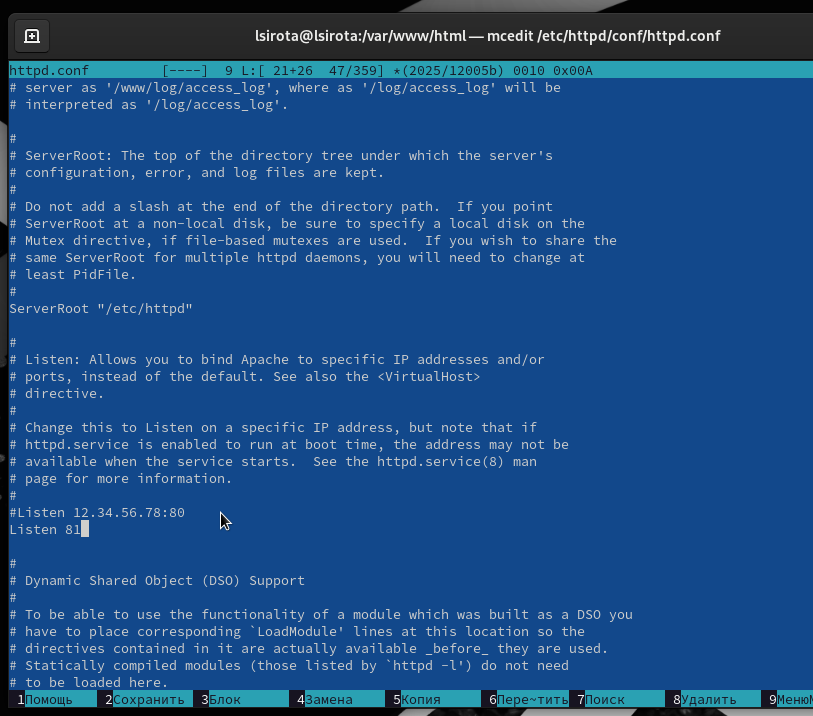 lsirota@lsirota:/var/www/html — mcedit /etc/httpd/conf/httpd.conf
httpd.conf         [----]  9 L:[ 21+26  47/359] *(2025/12005b) 0010 0x00A
# server as '/www/log/access_log', where as '/log/access_log' will be
# interpreted as '/log/access_log'.
#
# ServerRoot: The top of the directory tree under which the server's
# configuration, error, and log files are kept.
#
# Do not add a slash at the end of the directory path.  If you point
# ServerRoot at a non-local disk, be sure to specify a local disk on the
# Mutex directive, if file-based mutexes are used.  If you wish to share the
# same ServerRoot for multiple httpd daemons, you will need to change at
# least PidFile.
#
ServerRoot "/etc/httpd"
#
# Listen: Allows you to bind Apache to specific IP addresses and/or
# ports, instead of the default. See also the <VirtualHost>
# directive.
#
# Change this to Listen on a specific IP address, but note that if
# httpd.service is enabled to run at boot time, the address may not be
# available when the service starts.  See the httpd.service(8) man
# page for more information.
#
#Listen 12.34.56.78:80
Listen 81
#
# Dynamic Shared Object (DSO) Support
#
# To be able to use the functionality of a module which was built as a DSO you
# have to place corresponding `LoadModule' lines at this location so the
# directives contained in it are actually available _before_ they are used.
# Statically compiled modules (those listed by `httpd -l') do not need
# to be loaded here.
1Помощь 2Сохранить 3Блок 4Замена 5Копия 6Пере~тить 7Поиск 8Удалить 9МенюM